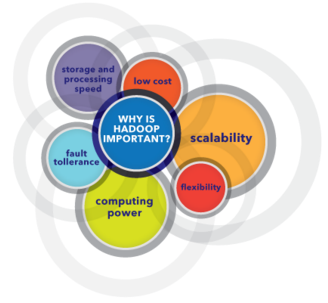 storage and
processing
speed
low cost
WHY IS
HADOOP
IMPORTANT?
scalability
fault
tollerance
flexibility
computing
power